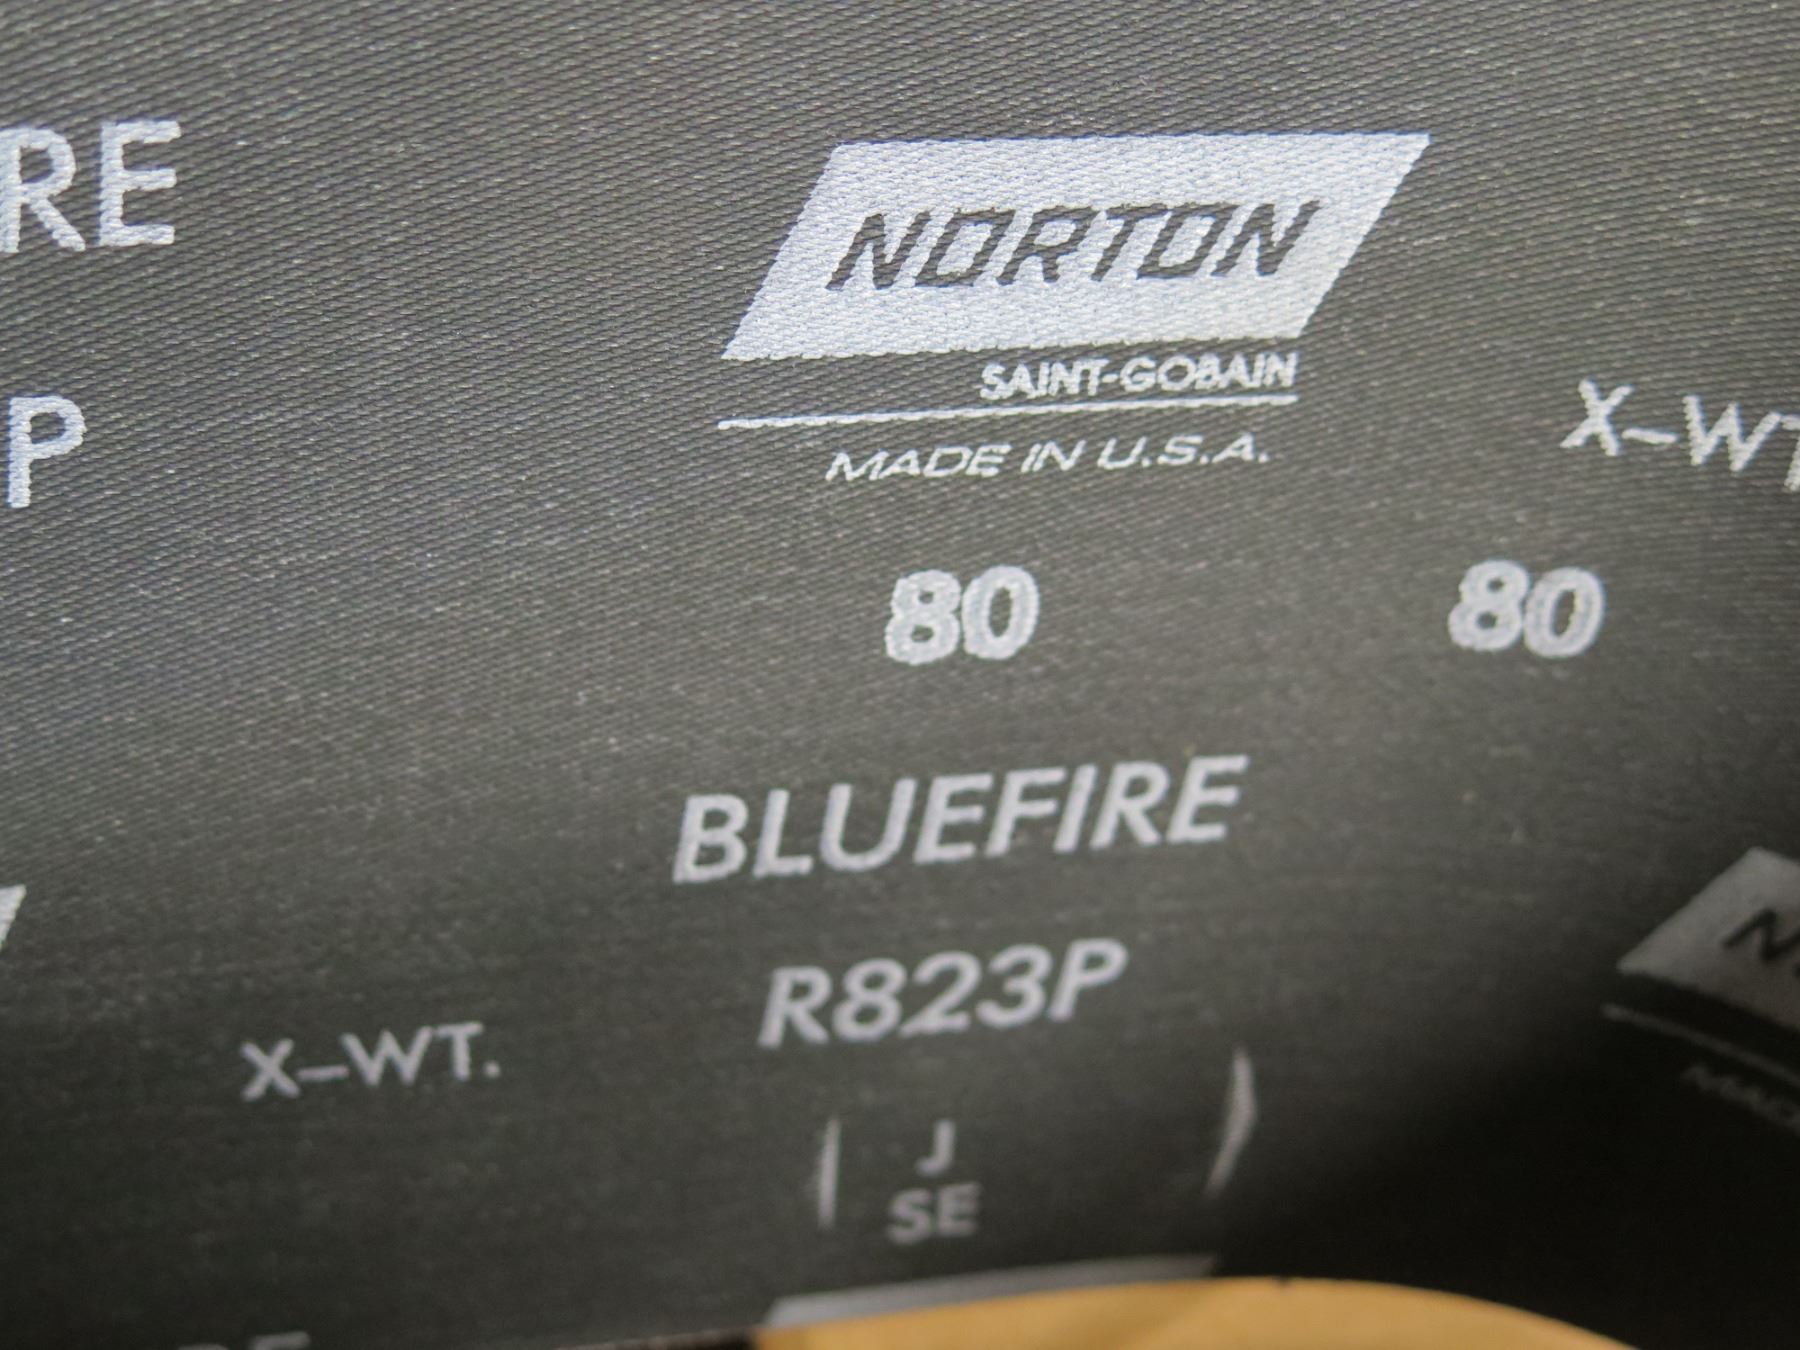 RE
NORTON
SAINT-GOBAIN
MADE IN U.S.A.
P
X-WT
80
80
BLUEFIRE
R823P
X-WT.
J
SE